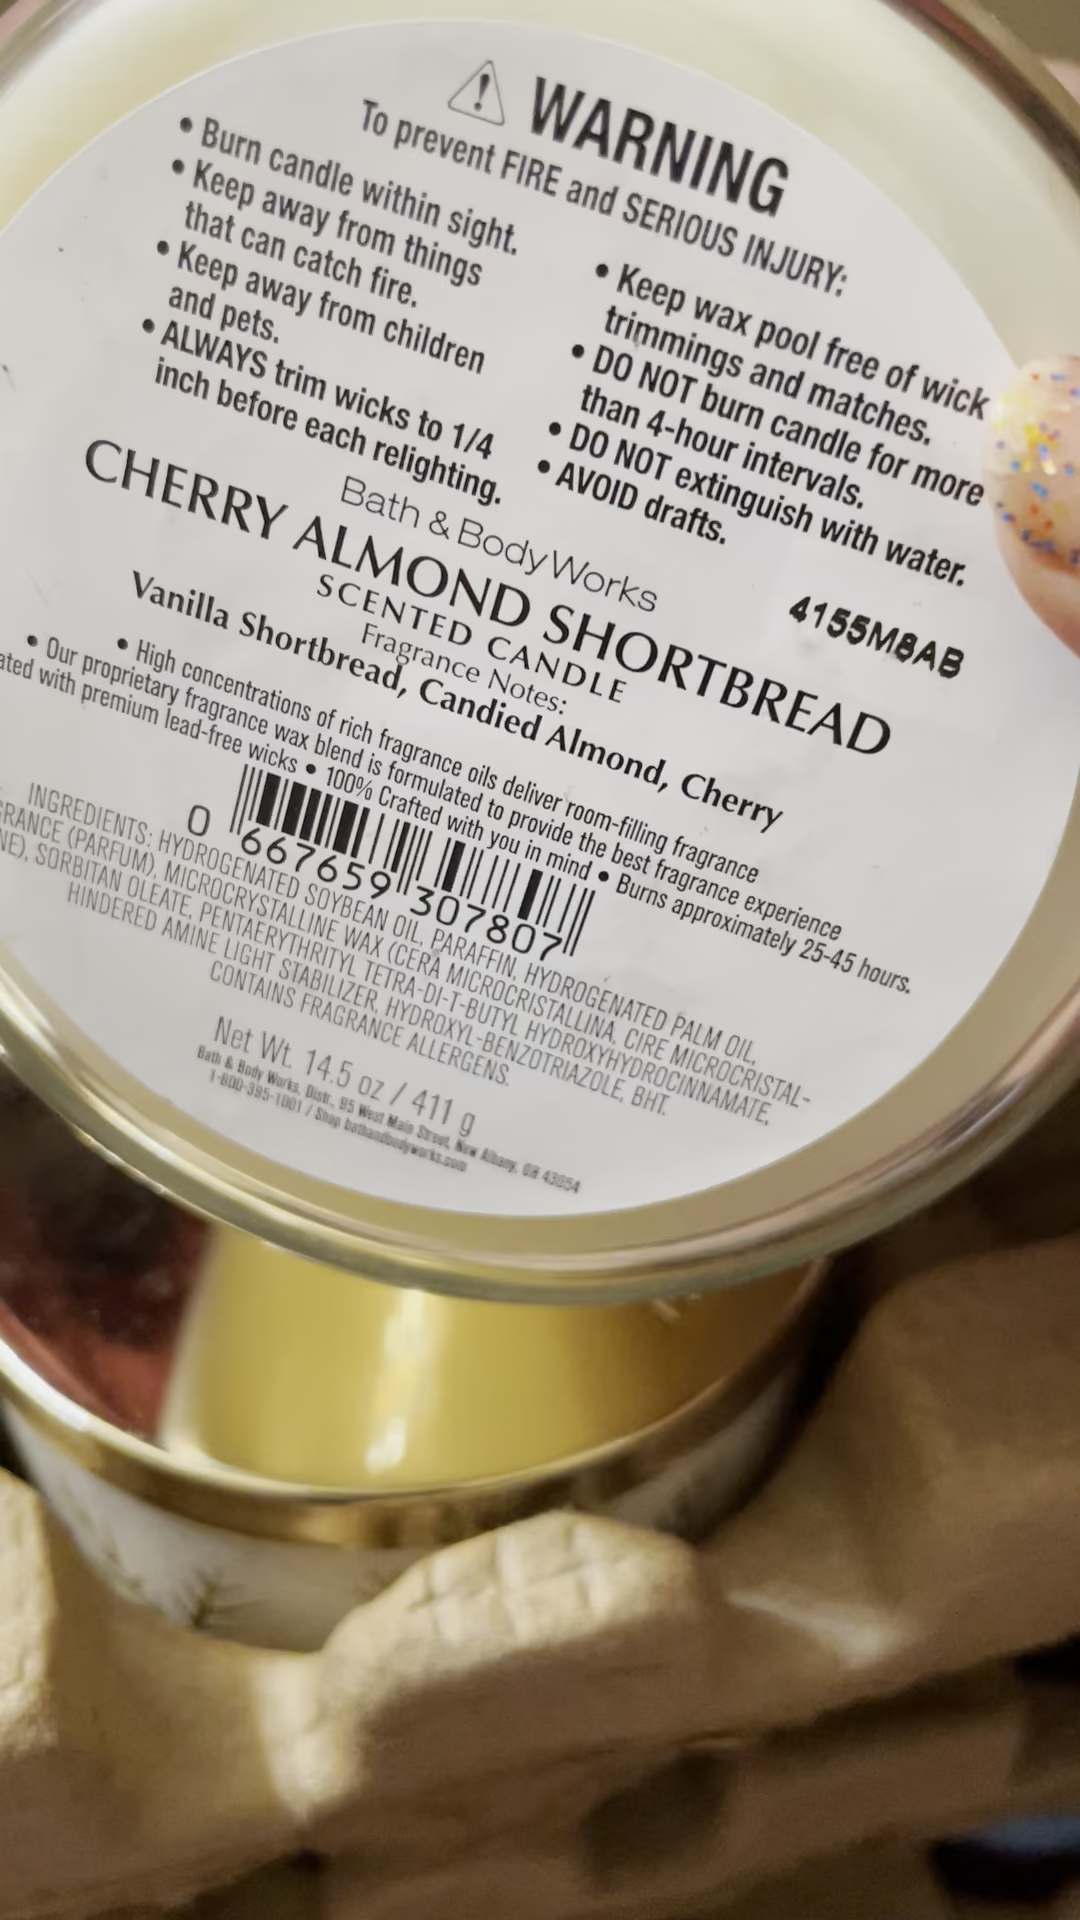 WARNING
To prevent FIRE and SERIOUS INJURY:
• Burn candle within sight.
• Keep away from things
that can catch fire.
• Keep away from children
and pets.
• ALWAYS trim wicks to 1/4
inch before each relighting.
• Keep wax pool free of wick
trimmings and matches.
• DO NOT burn candle for more
than 4-hour intervals.
• DO NOT extinguish with water.
• AVOID drafts.
Bath & Body Works
4155M8AB
CHERRY ALMOND SHORTBREAD
SCENTED CANDLE
Fragrance Notes:
Vanilla Shortbread, Candied Almond, Cherry
• High concentrations of rich fragrance oils deliver room-filling fragrance
• Our proprietary fragrance wax blend is formulated to provide the best fragrance experience
with premium lead-free wicks • 100% Crafted with you in mind • Burns approximately 25-45 hours.
0 667659 307807
INGREDIENTS: HYDROGENATED SOYBEAN OIL, PARAFFIN, HYDROGENATED PALM OIL,
(PARFUM), MICROCRYSTALLINE WAX (CERA MICROCRISTALLINA, CIRE MICROCRISTAL-
SORBITAN OLEATE, PENTAERYTHRITYL TETRA-DI-T-BUTYL HYDROXYHYDROCINNAMATE,
HINDERED AMINE LIGHT STABILIZER, HYDROXYL-BENZOTRIAZOLE, BHT.
CONTAINS FRAGRANCE ALLERGENS.
Net Wt. 14.5 oz / 411 g
Bath & Body Works, Distr., 95 West Main Street, New Albany, OH 43054
1-800-395-1001 / Shop bathandbodyworks.com